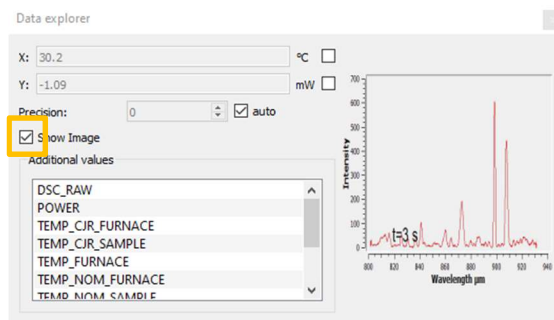 Data explorer
X: 30.2 °C
Y: -1.09 mW
Precision: 0 auto
Show Image
Additional values
DSC_RAW
POWER
TEMP_CJR_FURNACE
TEMP_CJR_SAMPLE
TEMP_FURNACE
TEMP_NOM_FURNACE
TEMP_NOM_SAMPLE
700
600
500
400
300
200
100
0
Intensity
t=3 s
800 820 840 860 880 900 920 940
Wavelength µm